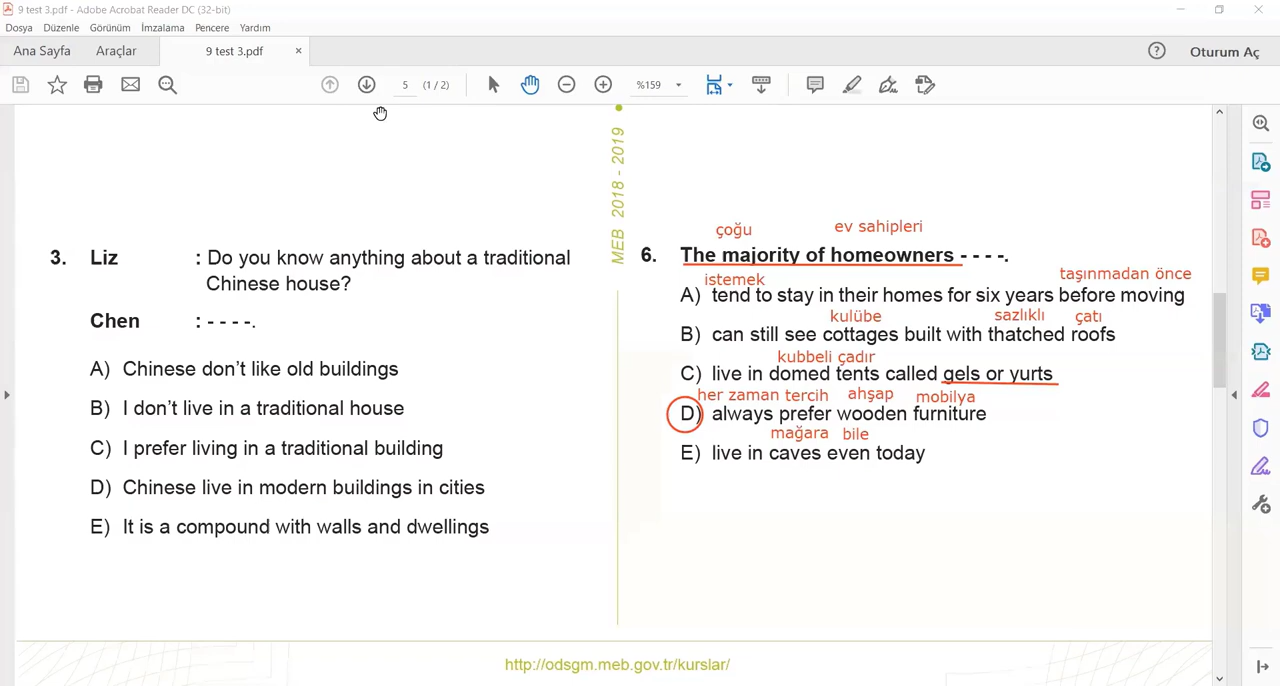 9 test 3.pdf - Adobe Acrobat Reader DC (32-bit)
Dosya Düzenle Görünüm İmzalama Pencere Yardım
Ana Sayfa Araçlar 9 test 3.pdf × ? Oturum Aç
5 (1 / 2) %159
MEB 2018 - 2019
3. Liz : Do you know anything about a traditional
Chinese house?
Chen : - - - -.
A) Chinese don't like old buildings
B) I don't live in a traditional house
C) I prefer living in a traditional building
D) Chinese live in modern buildings in cities
E) It is a compound with walls and dwellings
çoğu ev sahipleri
6. The majority of homeowners - - - -.
istemek taşınmadan önce
A) tend to stay in their homes for six years before moving
kulübe sazlıklı çatı
B) can still see cottages built with thatched roofs
kubbeli çadır
C) live in domed tents called gels or yurts
her zaman tercih ahşap mobilya
D) always prefer wooden furniture
mağara bile
E) live in caves even today
http://odsgm.meb.gov.tr/kurslar/